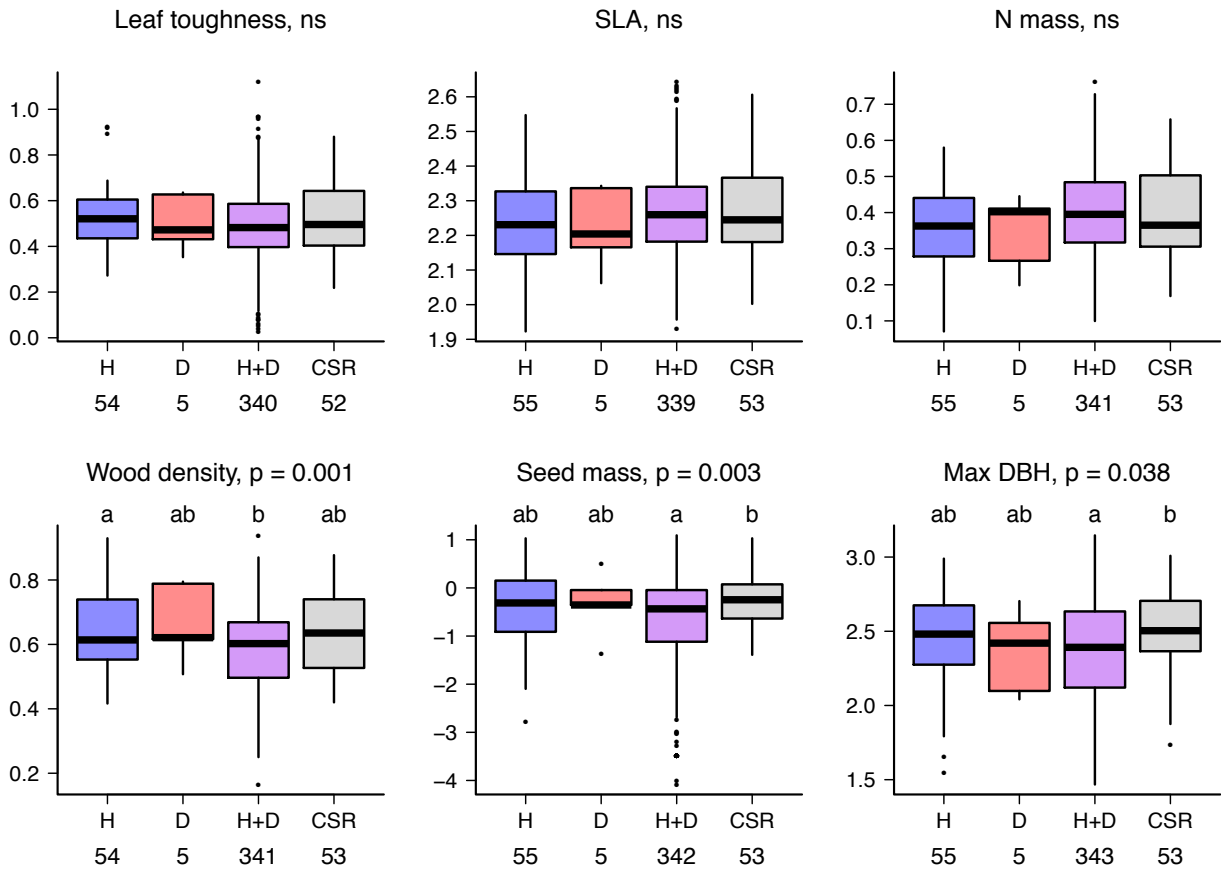 Leaf toughness, ns
1.0
0.8
0.6
0.4
0.2
0.0
H D H+D CSR
54 5 340 52
SLA, ns
2.6
2.5
2.4
2.3
2.2
2.1
2.0
1.9
H D H+D CSR
55 5 339 53
N mass, ns
0.7
0.6
0.5
0.4
0.3
0.2
0.1
H D H+D CSR
55 5 341 53
Wood density, p = 0.001
a ab b ab
0.8
0.6
0.4
0.2
H D H+D CSR
54 5 341 53
Seed mass, p = 0.003
ab ab a b
1
0
−1
−2
−3
−4
H D H+D CSR
55 5 342 53
Max DBH, p = 0.038
ab ab a b
3.0
2.5
2.0
1.5
H D H+D CSR
55 5 343 53